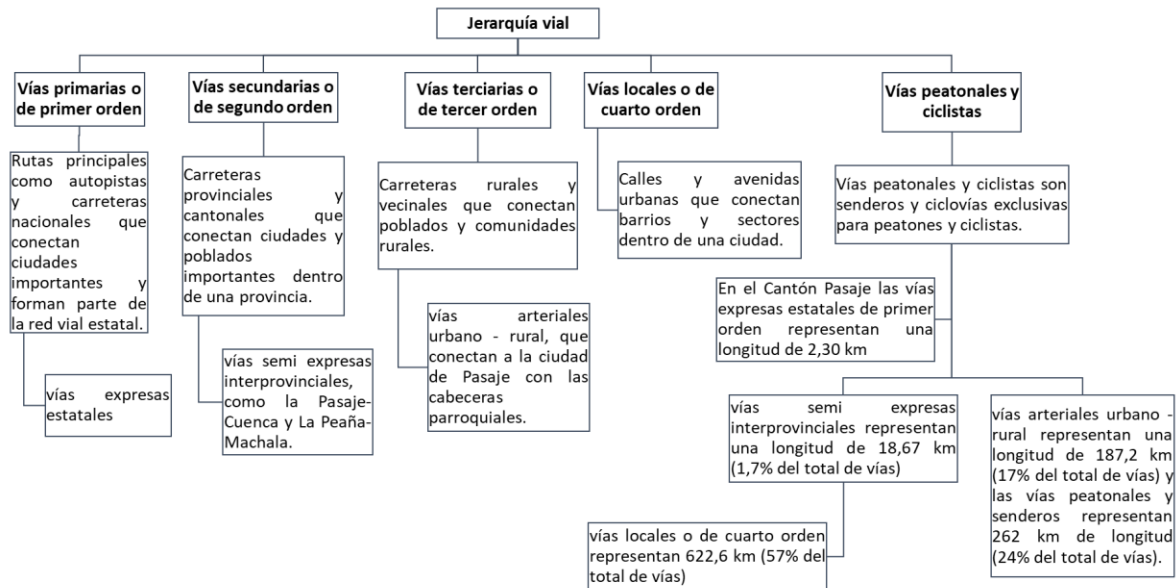 Jerarquía vial
Vías primarias o
de primer orden
Vías secundarias o
de segundo orden
Vías terciarias o
de tercer orden
Vías locales o de
cuarto orden
Vías peatonales y
ciclistas
Rutas principales
como autopistas
y carreteras
nacionales que
conectan
ciudades
importantes y
forman parte de
la red vial estatal.
Carreteras
provinciales y
cantonales que
conectan ciudades y
poblados
importantes dentro
de una provincia.
Carreteras rurales y
vecinales que conectan
poblados y comunidades
rurales.
Calles y avenidas
urbanas que conectan
barrios y sectores
dentro de una ciudad.
Vías peatonales y ciclistas son
senderos y ciclovías exclusivas
para peatones y ciclistas.
vías expresas
estatales
vías semi expresas
interprovinciales,
como la Pasaje-
Cuenca y La Peaña-
Machala.
vías arteriales
urbano - rural, que
conectan a la ciudad
de Pasaje con las
cabeceras
parroquiales.
En el Cantón Pasaje las vías
expresas estatales de primer
orden representan una
longitud de 2,30 km
vías semi expresas
interprovinciales representan
una longitud de 18,67 km
(1,7% del total de vías)
vías arteriales urbano -
rural representan una
longitud de 187,2 km
(17% del total de vías) y
las vías peatonales y
senderos representan
262 km de longitud
(24% del total de vías).
vías locales o de cuarto orden
representan 622,6 km (57% del
total de vías)